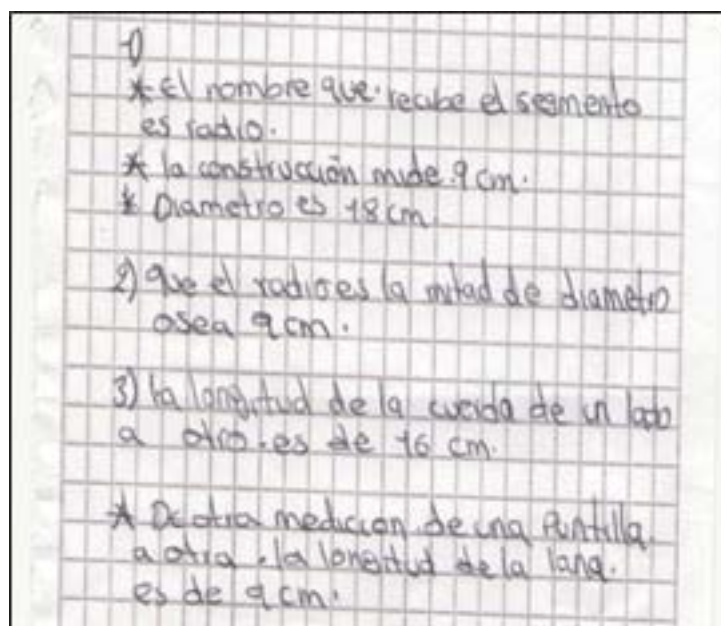 1)
* El nombre que recibe el segmento
es radio.
* la construcción mide 9 cm.
* Diametro es 18 cm.
2) que el radio es la mitad de diametro
osea 9 cm.
3) la longitud de la cuerda de un lado
a otro es de 16 cm.
* De otra medicion de una Puntilla
a otra la longitud de la lana.
es de 9 cm.